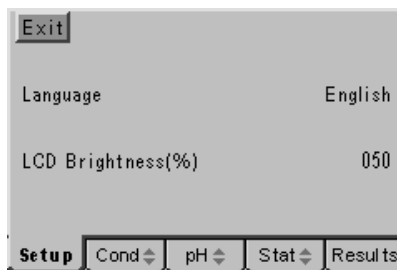 Exit
Language English
LCD Brightness(%) 050
Setup Cond pH Stat Results